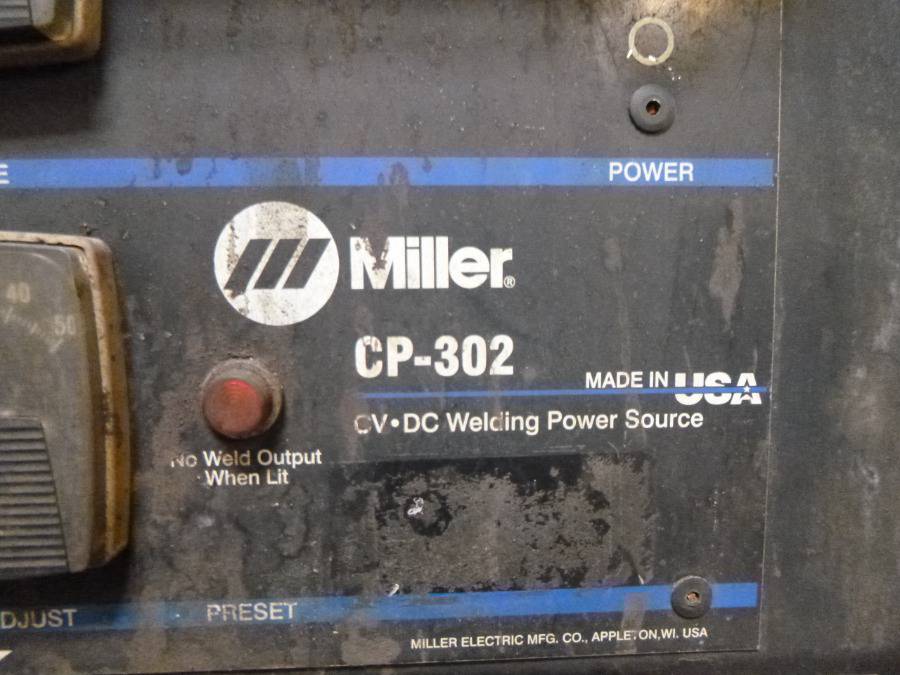 POWER
Miller®
40
50
CP-302
MADE IN USA
CV•DC Welding Power Source
No Weld Output
When Lit
PRESET
MILLER ELECTRIC MFG. CO., APPLETON, WI. USA